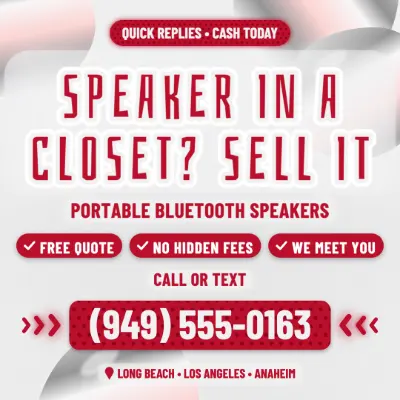 QUICK REPLIES • CASH TODAY
SPEAKER IN A
CLOSET? SELL IT
PORTABLE BLUETOOTH SPEAKERS
✓ FREE QUOTE ✓ NO HIDDEN FEES ✓ WE MEET YOU
CALL OR TEXT
(949) 555-0163
LONG BEACH • LOS ANGELES • ANAHEIM